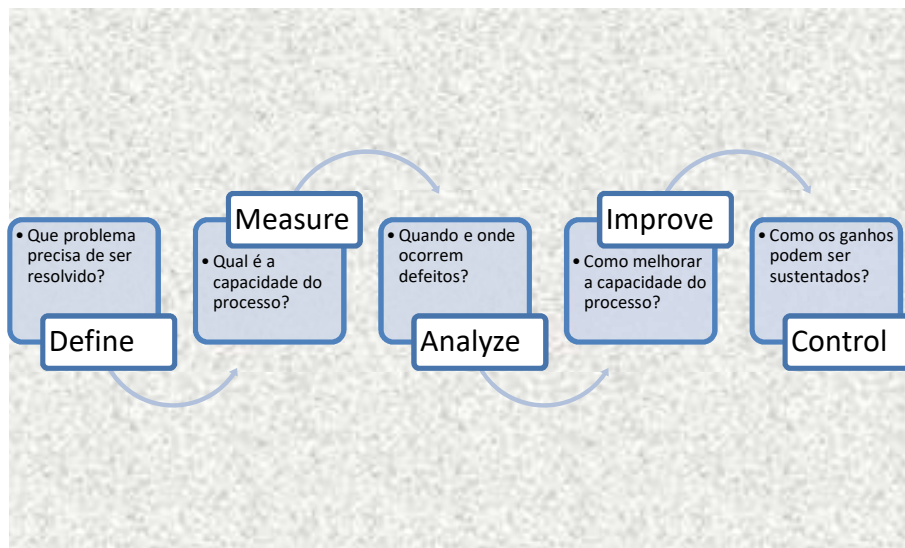 • Que problema
precisa de ser
resolvido?
Define
Measure
• Qual é a
capacidade do
processo?
• Quando e onde
ocorrem
defeitos?
Analyze
Improve
• Como melhorar
a capacidade do
processo?
• Como os ganhos
podem ser
sustentados?
Control